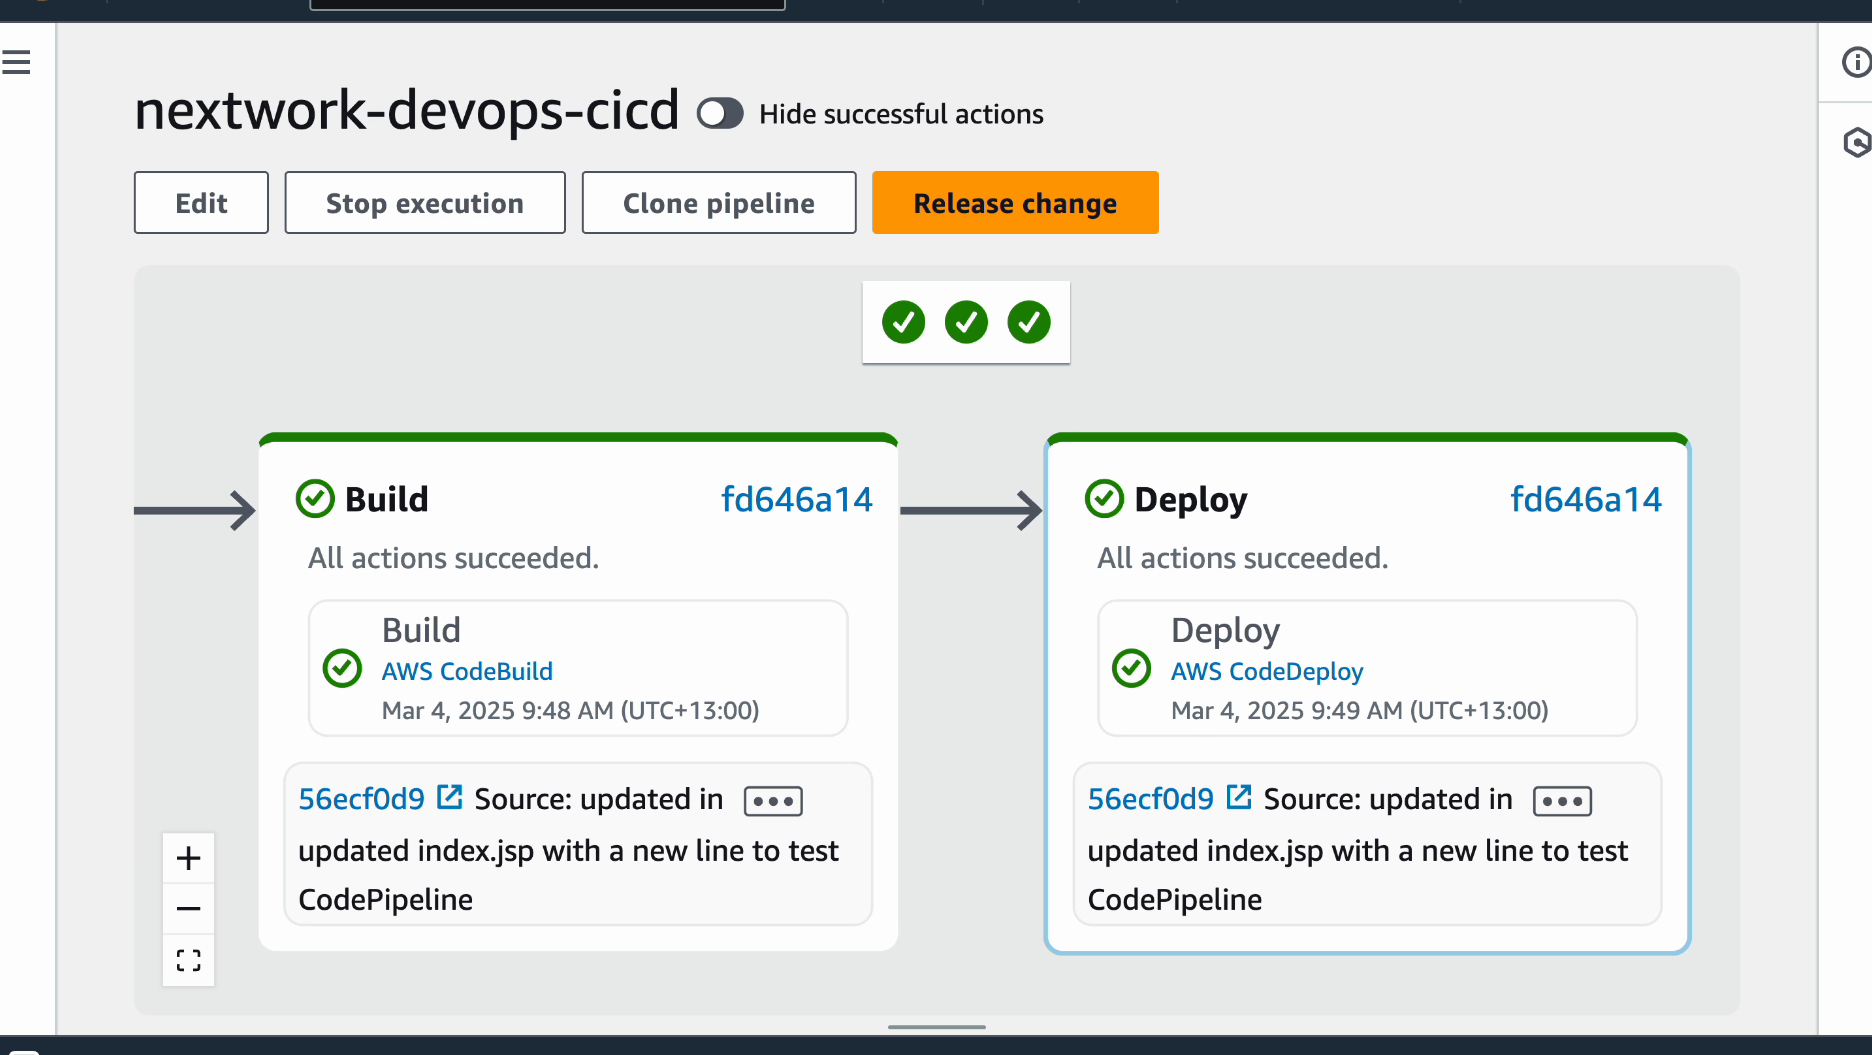 nextwork-devops-cicd Hide successful actions
Edit Stop execution Clone pipeline Release change
Build fd646a14
All actions succeeded.
Build
AWS CodeBuild
Mar 4, 2025 9:48 AM (UTC+13:00)
56ecf0d9 Source: updated in
updated index.jsp with a new line to test
CodePipeline
Deploy fd646a14
All actions succeeded.
Deploy
AWS CodeDeploy
Mar 4, 2025 9:49 AM (UTC+13:00)
56ecf0d9 Source: updated in
updated index.jsp with a new line to test
CodePipeline